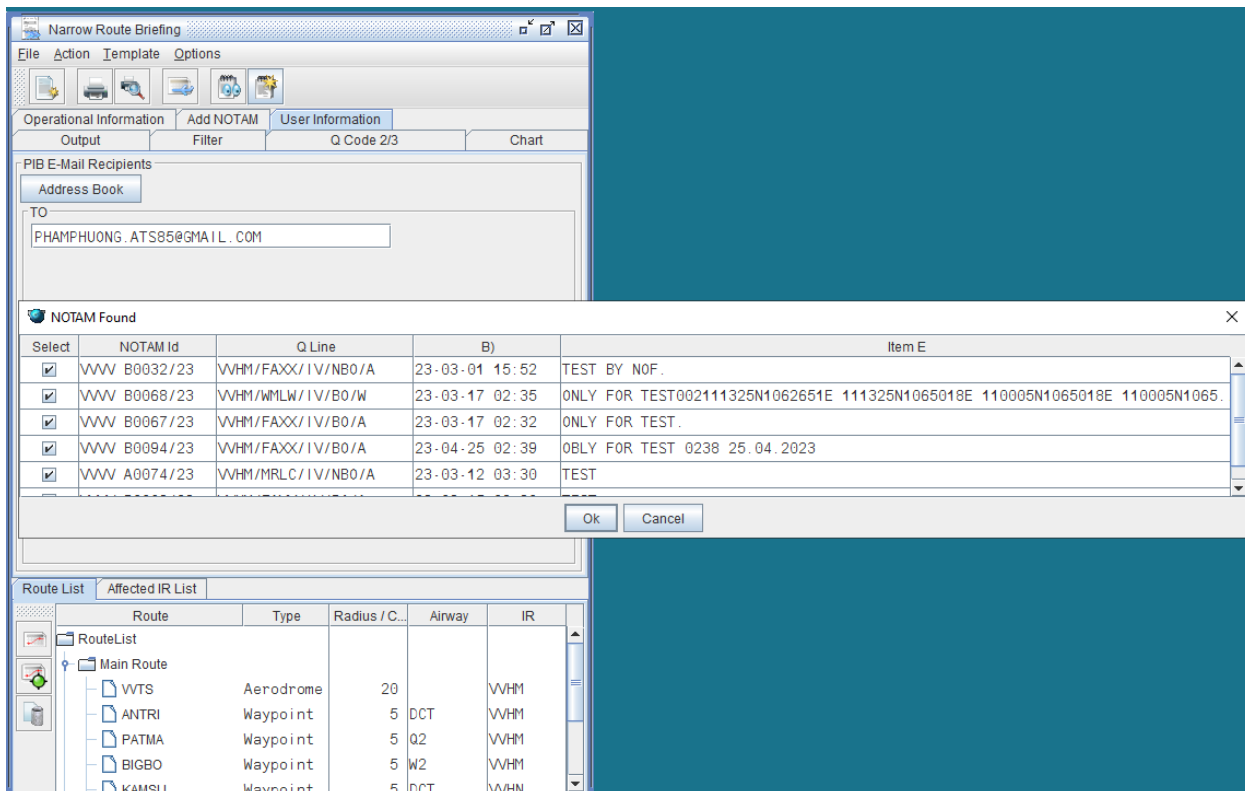 Narrow Route Briefing
File Action Template Options
Operational Information Add NOTAM User Information
Output Filter Q Code 2/3 Chart
PIB E-Mail Recipients
Address Book
TO
PHAMPHUONG.ATS85@GMAIL.COM
NOTAM Found
Select NOTAM Id Q Line B) Item E
VVVV B0032/23 VVHM/FAXX/IV/NBO/A 23-03-01 15:52 TEST BY NOF.
VVVV B0068/23 VVHM/WMLW/IV/BO/W 23-03-17 02:35 ONLY FOR TEST002111325N1062651E 111325N1065018E 110005N1065018E 110005N1065.
VVVV B0067/23 VVHM/FAXX/IV/BO/A 23-03-17 02:32 ONLY FOR TEST.
VVVV B0094/23 VVHM/FAXX/IV/BO/A 23-04-25 02:39 OBLY FOR TEST 0238 25.04.2023
VVVV A0074/23 VVHM/MRLC/IV/NBO/A 23-03-12 03:30 TEST
Ok Cancel
Route List Affected IR List
Route Type Radius / C... Airway IR
RouteList
Main Route
VVTS Aerodrome 20 VVHM
ANTRI Waypoint 5 DCT VVHM
PATMA Waypoint 5 Q2 VVHM
BIGBO Waypoint 5 W2 VVHM
KAMSU Waypoint 5 DCT VVHN